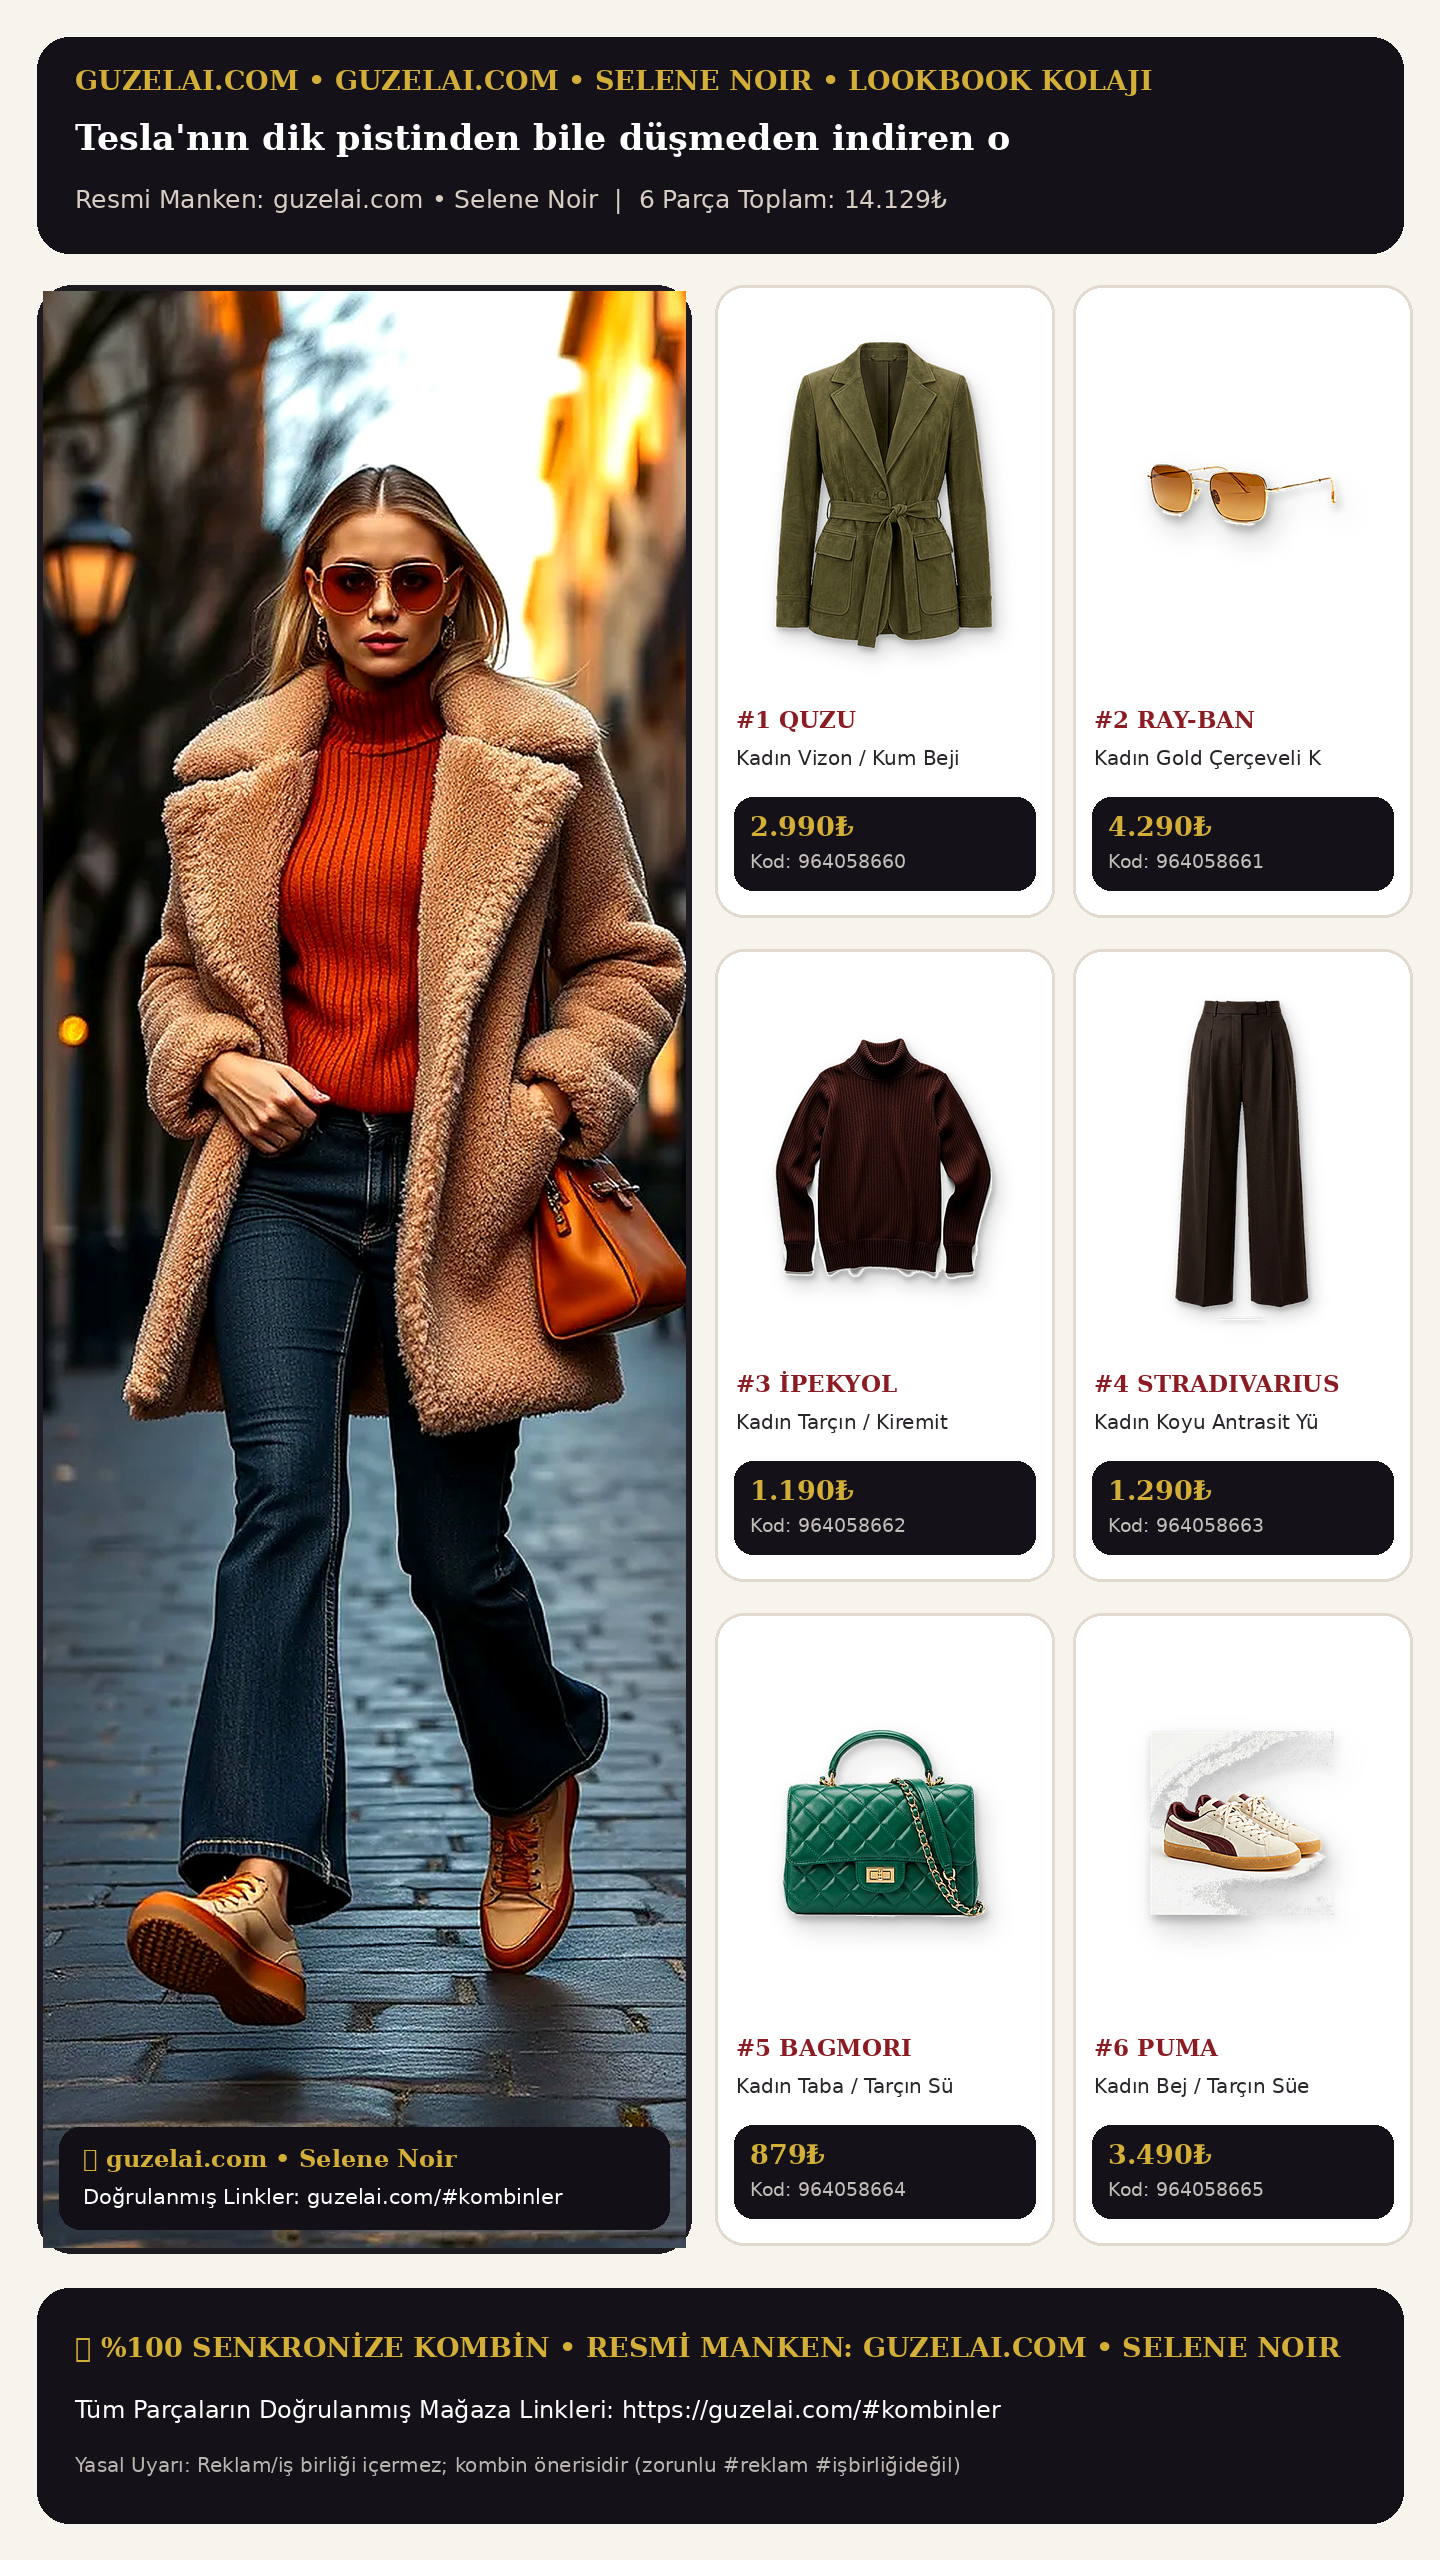 GUZELAI.COM • GUZELAI.COM • SELENE NOIR • LOOKBOOK KOLAJI
Tesla'nın dik pistinden bile düşmeden indiren o
Resmi Manken: guzelai.com • Selene Noir | 6 Parça Toplam: 14.129₺
#1 QUZU
Kadın Vizon / Kum Beji
2.990₺
Kod: 964058660
#2 RAY-BAN
Kadın Gold Çerçeveli K
4.290₺
Kod: 964058661
#3 İPEKYOL
Kadın Tarçın / Kiremit
1.190₺
Kod: 964058662
#4 STRADIVARIUS
Kadın Koyu Antrasit Yü
1.290₺
Kod: 964058663
#5 BAGMORI
Kadın Taba / Tarçın Sü
879₺
Kod: 964058664
#6 PUMA
Kadın Bej / Tarçın Süe
3.490₺
Kod: 964058665
guzelai.com • Selene Noir
Doğrulanmış Linkler: guzelai.com/#kombinler
%100 SENKRONİZE KOMBİN • RESMİ MANKEN: GUZELAI.COM • SELENE NOIR
Tüm Parçaların Doğrulanmış Mağaza Linkleri: https://guzelai.com/#kombinler
Yasal Uyarı: Reklam/iş birliği içermez; kombin önerisidir (zorunlu #reklam #işbirliğideğil)